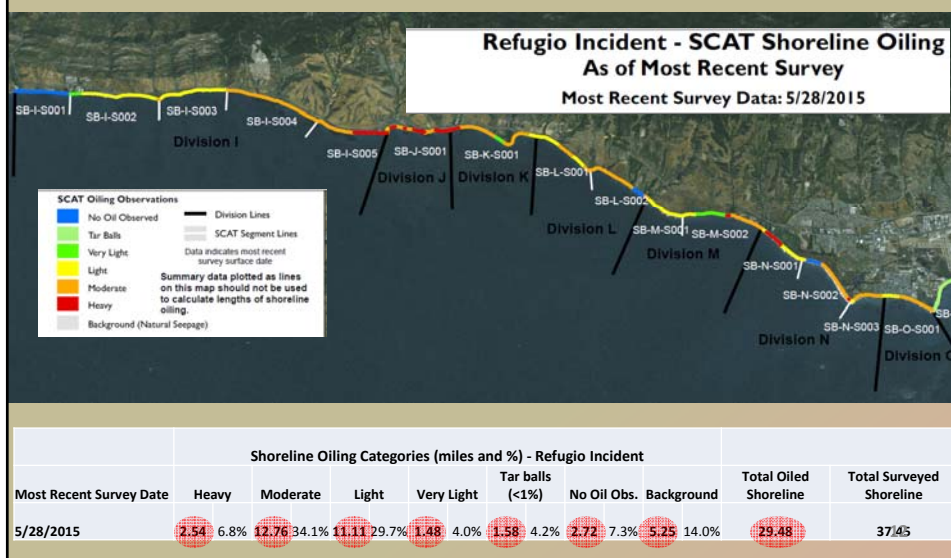 Refugio Incident - SCAT Shoreline Oiling
As of Most Recent Survey
Most Recent Survey Data: 5/28/2015
SB-I-S001
SB-I-S002
SB-I-S003
SB-I-S004
Division I
SB-I-S005
SB-J-S001
SB-K-S001
Division J
Division K
SB-L-S001
SB-L-S002
Division L
SB-M-S001
SB-M-S002
Division M
SB-N-S001
SB-N-S002
SB-N-S003
SB-O-S001
SB-
Division N
Division
SCAT Oiling Observations
No Oil Observed
Tar Balls
Very Light
Light
Moderate
Heavy
Background (Natural Seepage)
Division Lines
SCAT Segment Lines
Data indicates most recent
survey surface date
Summary data plotted as lines
on this map should not be used
to calculate lengths of shoreline
oiling.
Shoreline Oiling Categories (miles and %) - Refugio Incident
Most Recent Survey Date Heavy Moderate Light Very Light Tar balls (<1%) No Oil Obs. Background Total Oiled Shoreline Total Surveyed Shoreline
5/28/2015 2.54 6.8% 12.76 34.1% 11.11 29.7% 1.48 4.0% 1.58 4.2% 2.72 7.3% 5.25 14.0% 29.48 37.45